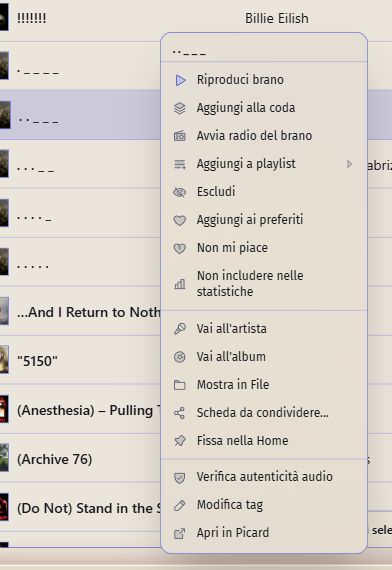 !!!!!!! Billie Eilish
. _ _ _ _
. . _ _ _
. . _ _ _
Riproduci brano
Aggiungi alla coda
Avvia radio del brano
. . . _ _
Aggiungi a playlist
Escludi
. . . . _
Aggiungi ai preferiti
. . . . .
Non mi piace
Non includere nelle
statistiche
...And I Return to Noth
Vai all'artista
"5150"
Vai all'album
Mostra in File
(Anesthesia) – Pulling
Scheda da condividere...
Fissa nella Home
(Archive 76)
Verifica autenticità audio
(Do Not) Stand in the S
Modifica tag
Apri in Picard